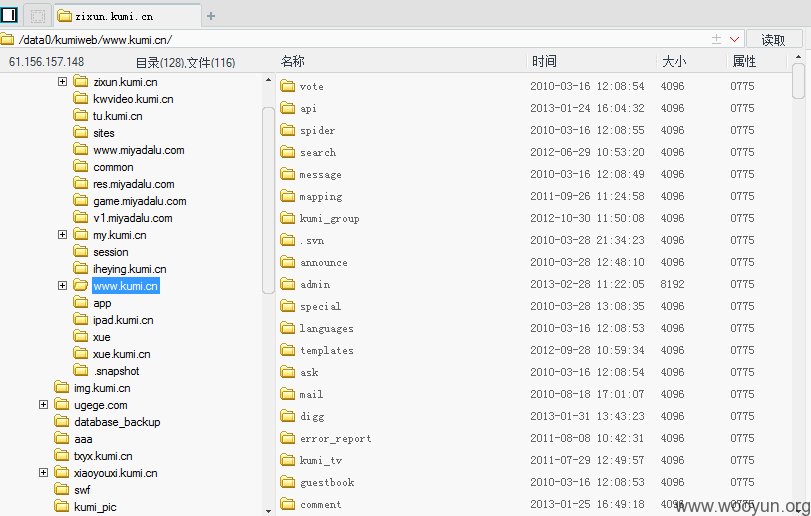 zixun.kumi.cn
/data0/kumiweb/www.kumi.cn/
读取
61.156.157.148
目录(128),文件(116)
名称 时间 大小 属性
zixun.kumi.cn
kwvideo.kumi.cn
tu.kumi.cn
sites
www.miyadalu.com
common
res.miyadalu.com
game.miyadalu.com
v1.miyadalu.com
my.kumi.cn
session
iheying.kumi.cn
www.kumi.cn
app
ipad.kumi.cn
xue
xue.kumi.cn
.snapshot
img.kumi.cn
ugege.com
database_backup
aaa
txyx.kumi.cn
xiaoyouxi.kumi.cn
swf
kumi_pic
vote 2010-03-16 12:08:54 4096 0775
api 2013-01-24 16:04:32 4096 0775
spider 2010-03-16 12:08:55 4096 0775
search 2012-06-29 10:53:20 4096 0775
message 2010-03-16 12:08:49 4096 0775
mapping 2011-09-26 11:24:58 4096 0775
kumi_group 2012-10-30 11:50:08 4096 0775
.svn 2010-03-28 21:34:23 4096 0775
announce 2010-03-28 12:48:10 4096 0775
admin 2013-02-28 11:22:05 8192 0775
special 2010-03-28 13:08:35 4096 0775
languages 2010-03-16 12:08:53 4096 0775
templates 2012-09-28 10:59:34 4096 0775
ask 2010-03-16 12:08:54 4096 0775
mail 2010-08-18 17:01:07 4096 0775
digg 2013-01-31 13:43:23 4096 0775
error_report 2011-08-08 10:42:31 4096 0775
kumi_tv 2011-07-29 12:49:57 4096 0775
guestbook 2010-03-16 12:08:53 4096 0775
comment 2013-01-25 16:49:18 4096 0775
www.wooyun.org